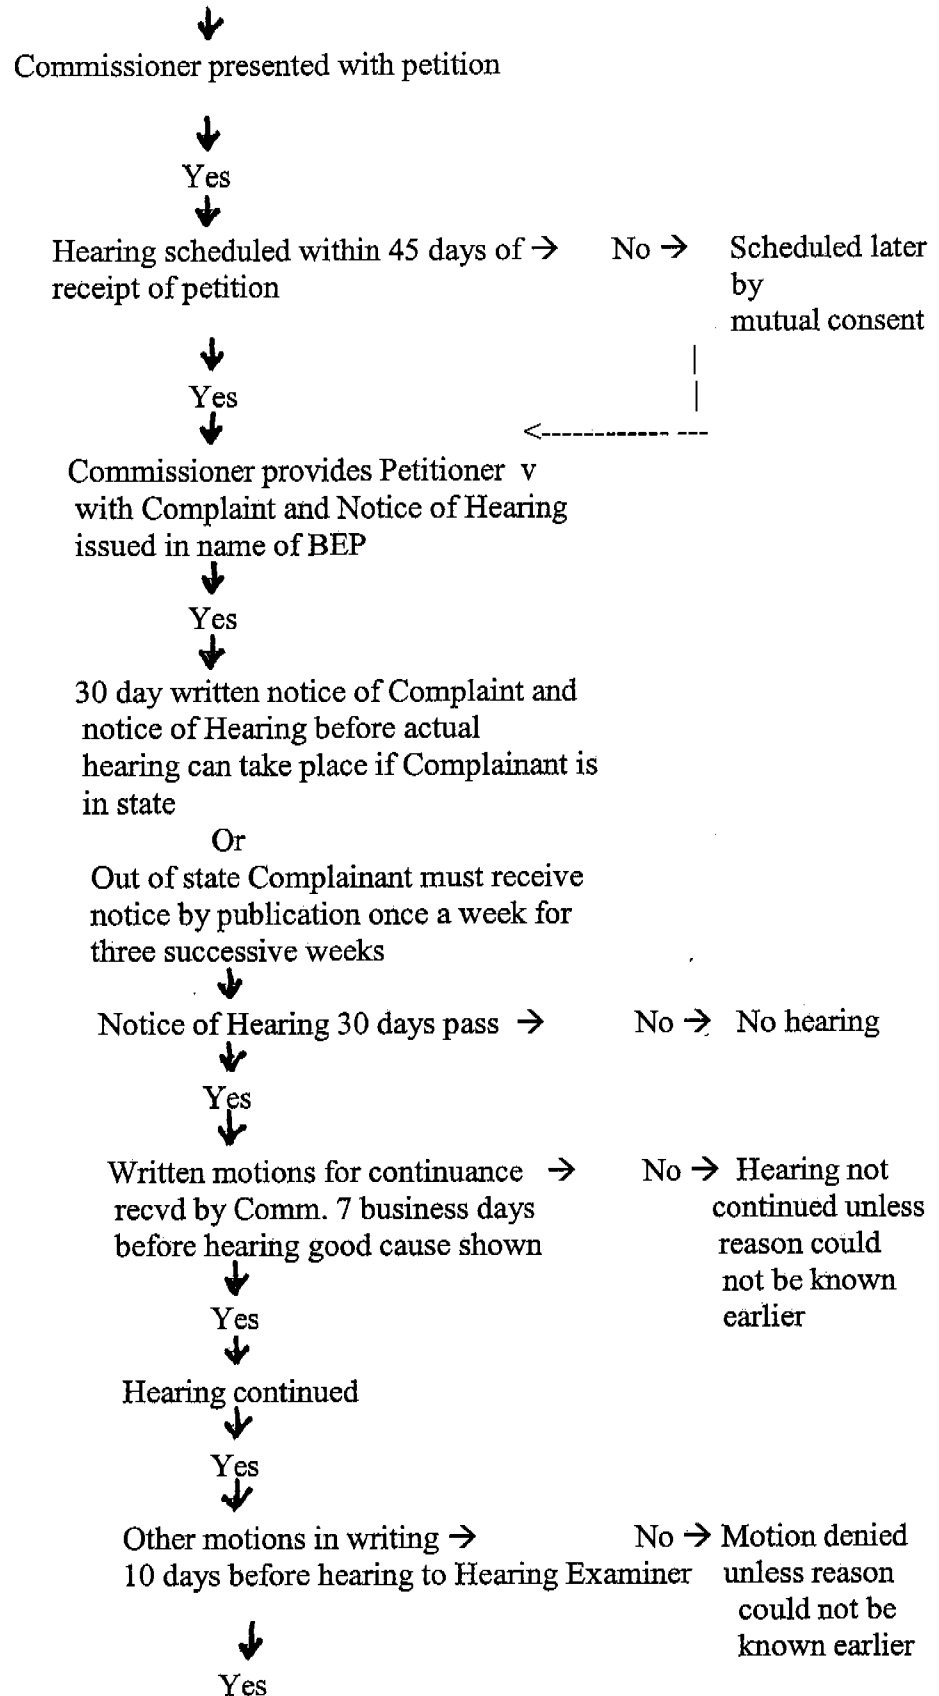 Commissioner presented with petition
Yes
Hearing scheduled within 45 days of → No → Scheduled later
receipt of petition by
mutual consent
|
Yes |
<------------ ---
Commissioner provides Petitioner v
with Complaint and Notice of Hearing
issued in name of BEP
Yes
30 day written notice of Complaint and
notice of Hearing before actual
hearing can take place if Complainant is
in state
Or
Out of state Complainant must receive
notice by publication once a week for
three successive weeks
Notice of Hearing 30 days pass → No → No hearing
Yes
Written motions for continuance → No → Hearing not
recvd by Comm. 7 business days continued unless
before hearing good cause shown reason could
not be known
Yes earlier
Hearing continued
Yes
Other motions in writing → No → Motion denied
10 days before hearing to Hearing Examiner unless reason
could not be
known earlier
Yes